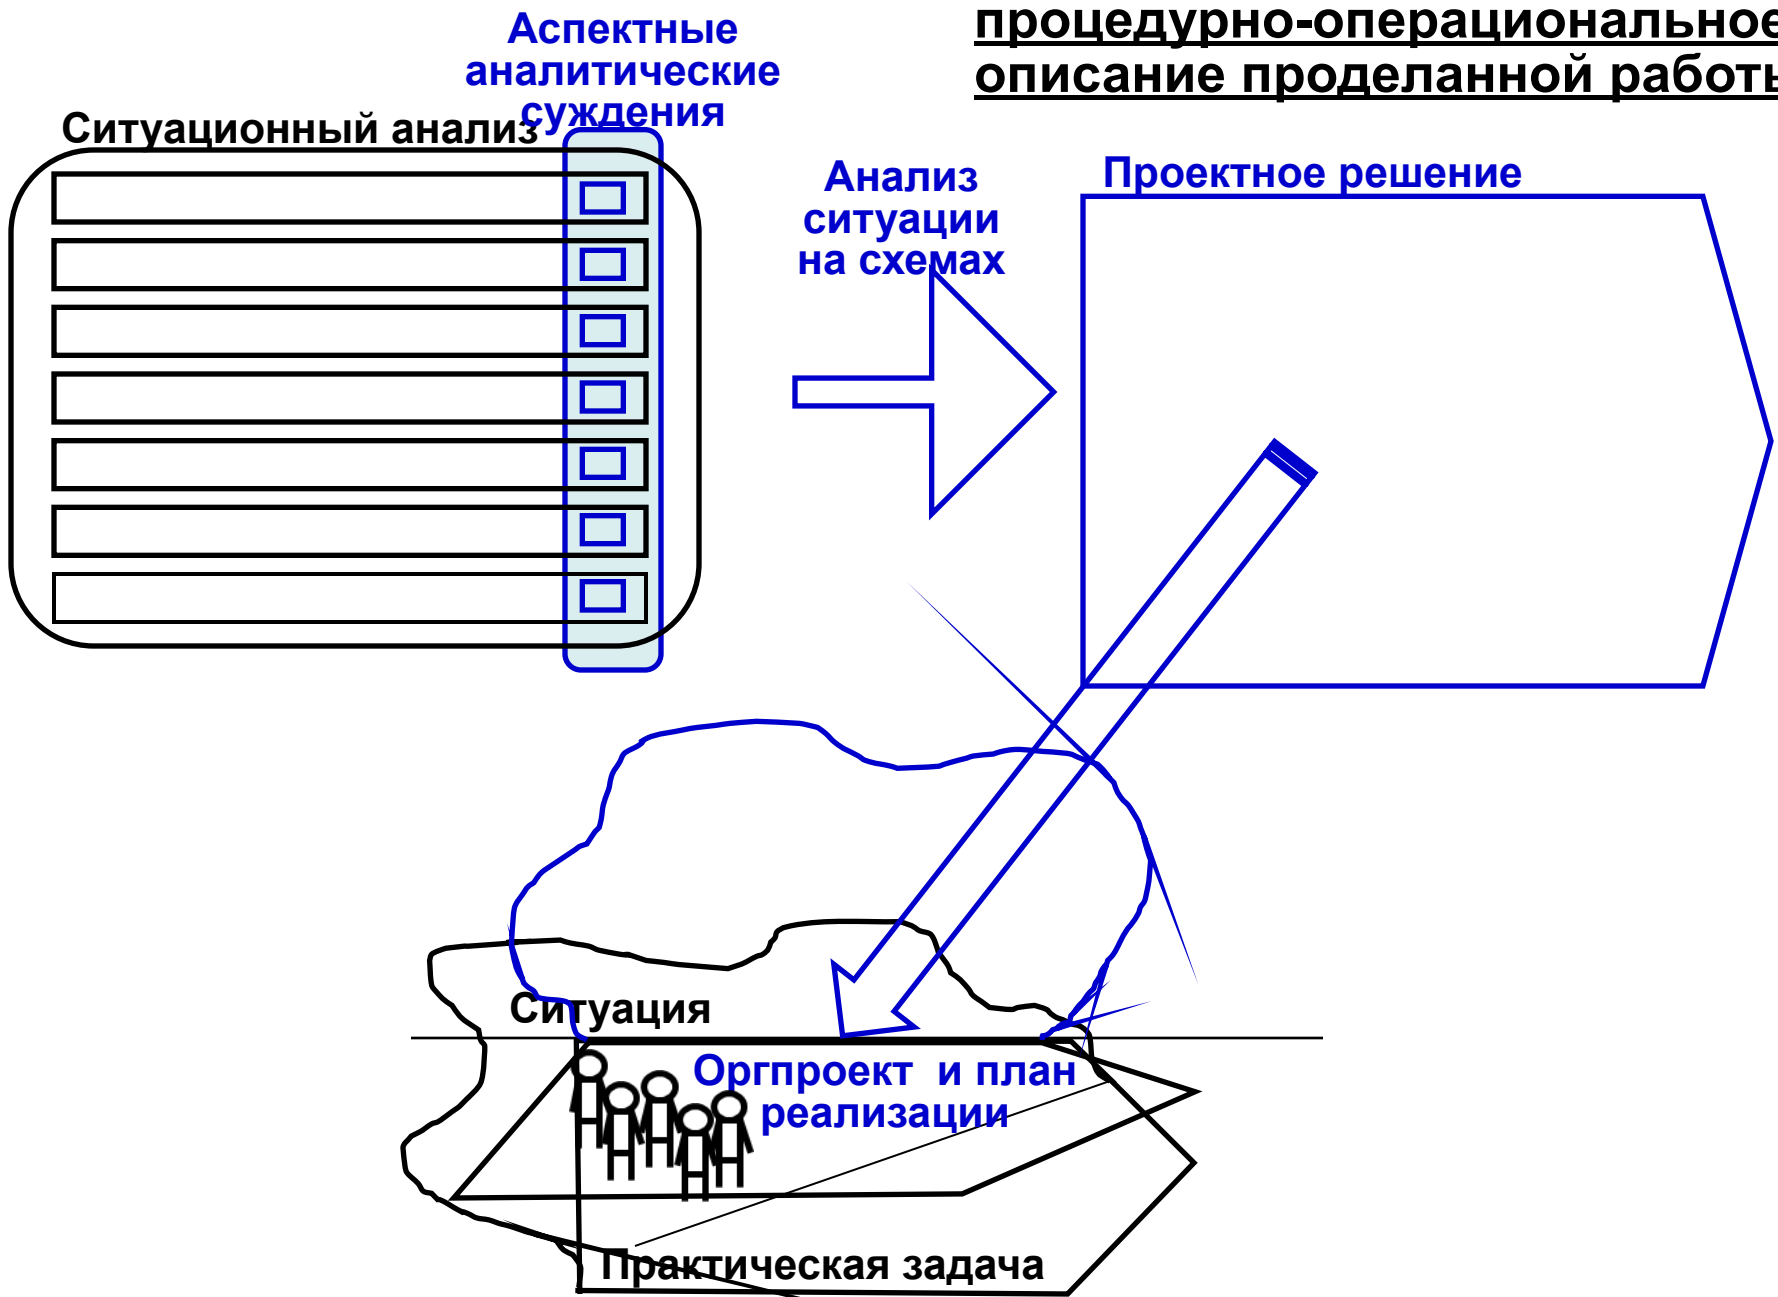 процедурно-операциональное
описание проделанной работы
Аспектные
аналитические
суждения
Ситуационный анализ
Анализ
ситуации
на схемах
Проектное решение
Ситуация
Оргпроект и план
реализации
Практическая задача